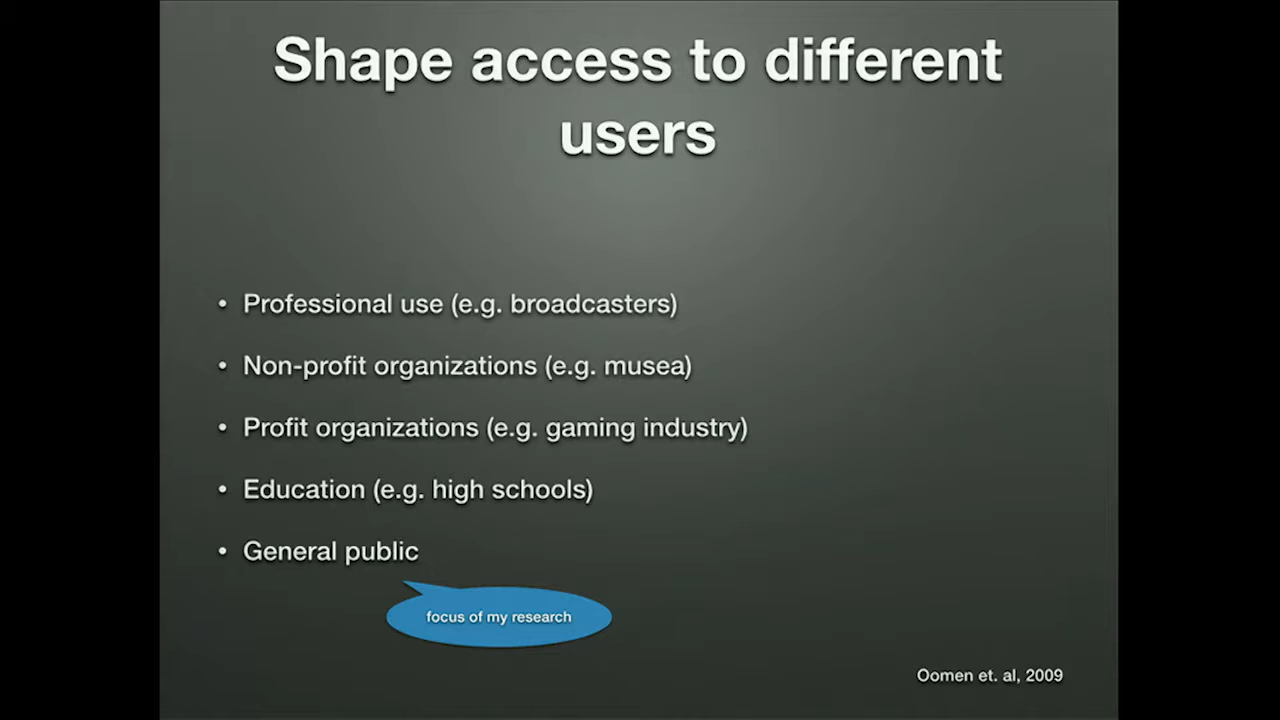 Shape access to different
users
• Professional use (e.g. broadcasters)
• Non-profit organizations (e.g. musea)
• Profit organizations (e.g. gaming industry)
• Education (e.g. high schools)
• General public
focus of my research
Oomen et. al, 2009